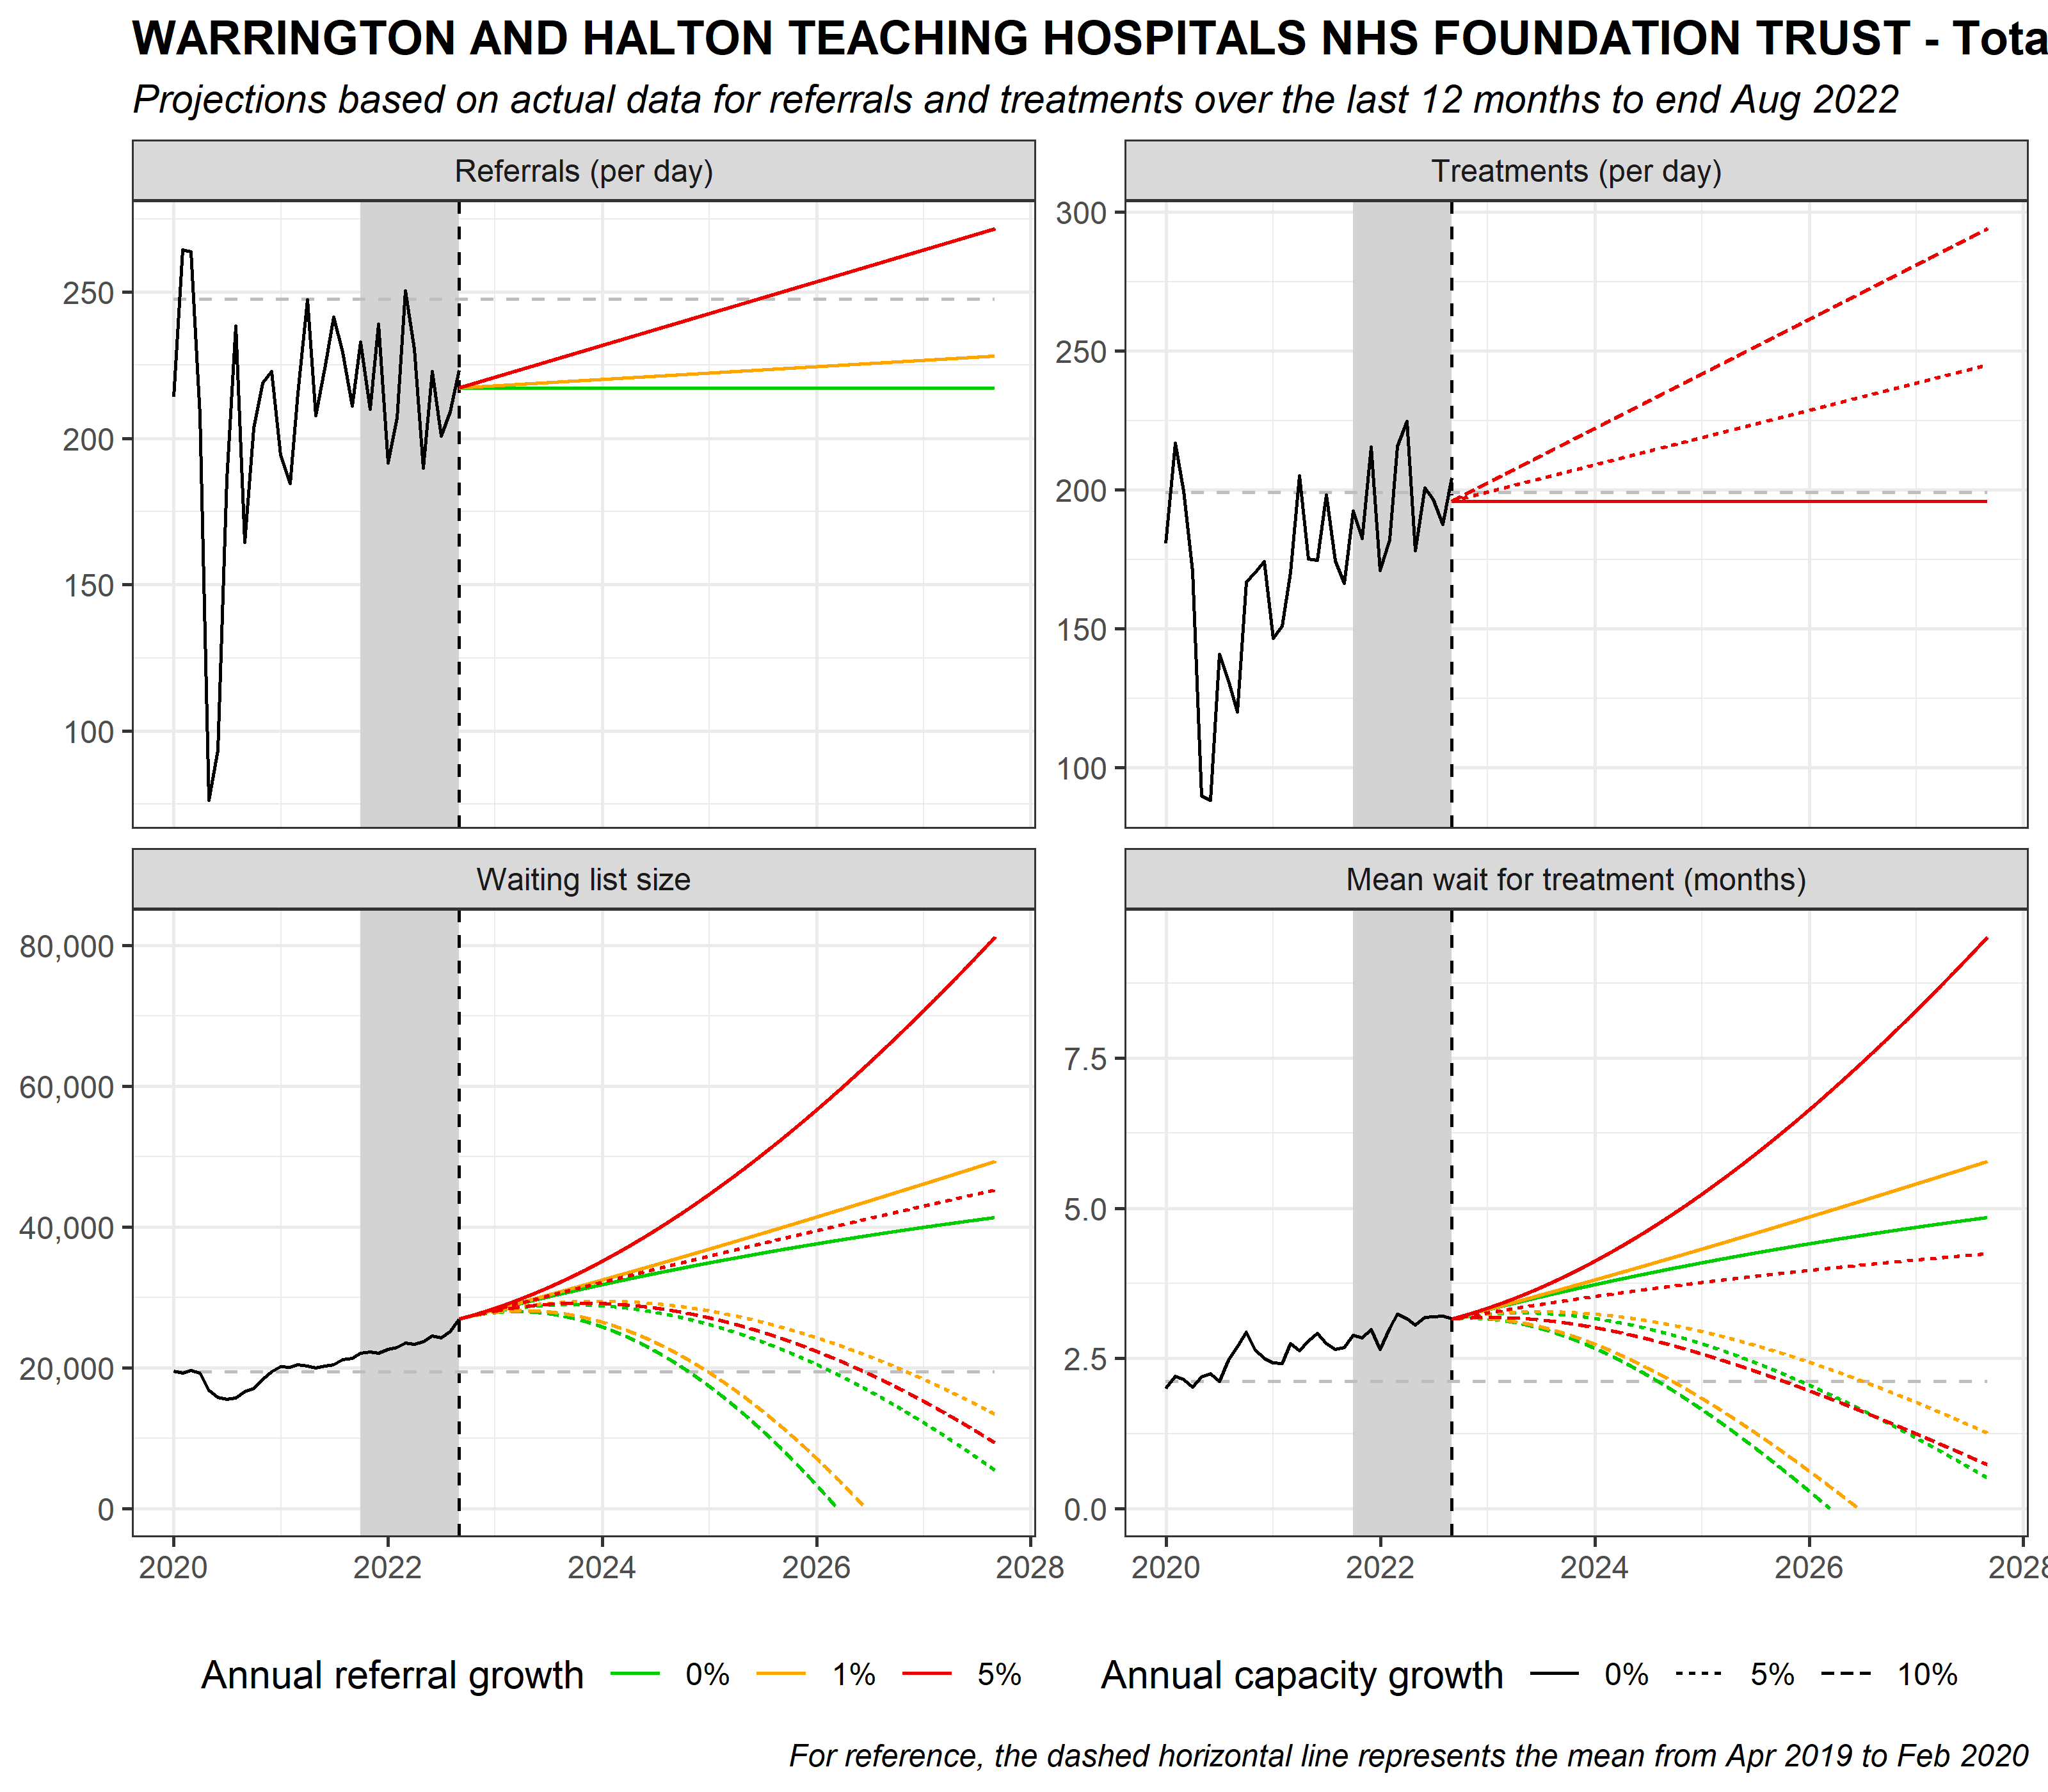 WARRINGTON AND HALTON TEACHING HOSPITALS NHS FOUNDATION TRUST - Tota
Projections based on actual data for referrals and treatments over the last 12 months to end Aug 2022
Referrals (per day)
250
200
150
100
Treatments (per day)
300
250
200
150
100
Waiting list size
80,000
60,000
40,000
20,000
0
2020 2022 2024 2026 2028
Mean wait for treatment (months)
7.5
5.0
2.5
0.0
2020 2022 2024 2026 2028
Annual referral growth 0% 1% 5%
Annual capacity growth 0% 5% 10%
For reference, the dashed horizontal line represents the mean from Apr 2019 to Feb 2020